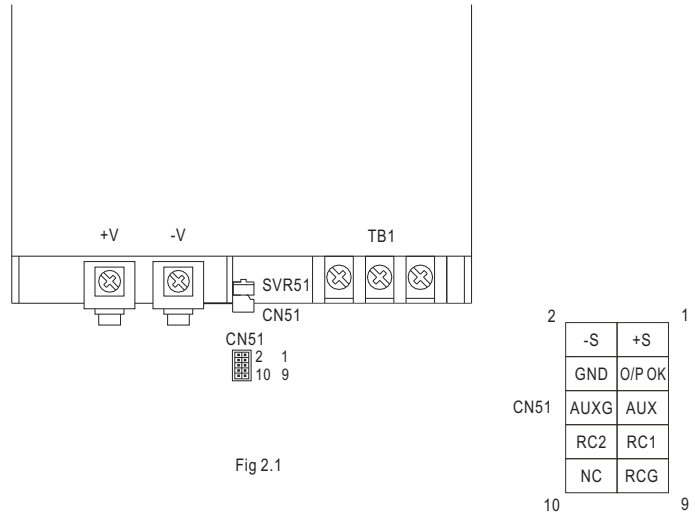 +V -V TB1
SVR51
CN51
CN51
2 1
10 9
Fig 2.1
2 1
-S +S
GND O/P OK
CN51 AUXG AUX
RC2 RC1
NC RCG
10 9